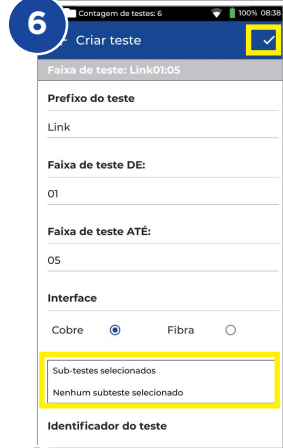 6
Contagem de testes: 6
100% 08:38
Criar teste
Faixa de teste: Link01:05
Prefixo do teste
Link
Faixa de teste DE:
01
Faixa de teste ATÉ:
05
Interface
Cobre Fibra
Sub-testes selecionados
Nenhum subteste selecionado
Identificador do teste